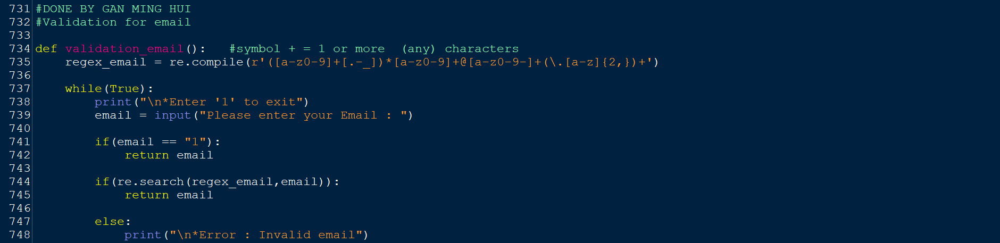 731 #DONE BY GAN MING HUI
732 #Validation for email
733
734 def validation_email():   #symbol + = 1 or more  (any) characters
735     regex_email = re.compile(r'([a-z0-9]+[.-_])*[a-z0-9]+@[a-z0-9-]+(\.[a-z]{2,})+')
736
737     while(True):
738         print("\n*Enter '1' to exit")
739         email = input("Please enter your Email : ")
740
741         if(email == "1"):
742             return email
743
744         if(re.search(regex_email,email)):
745             return email
746
747         else:
748             print("\n*Error : Invalid email")